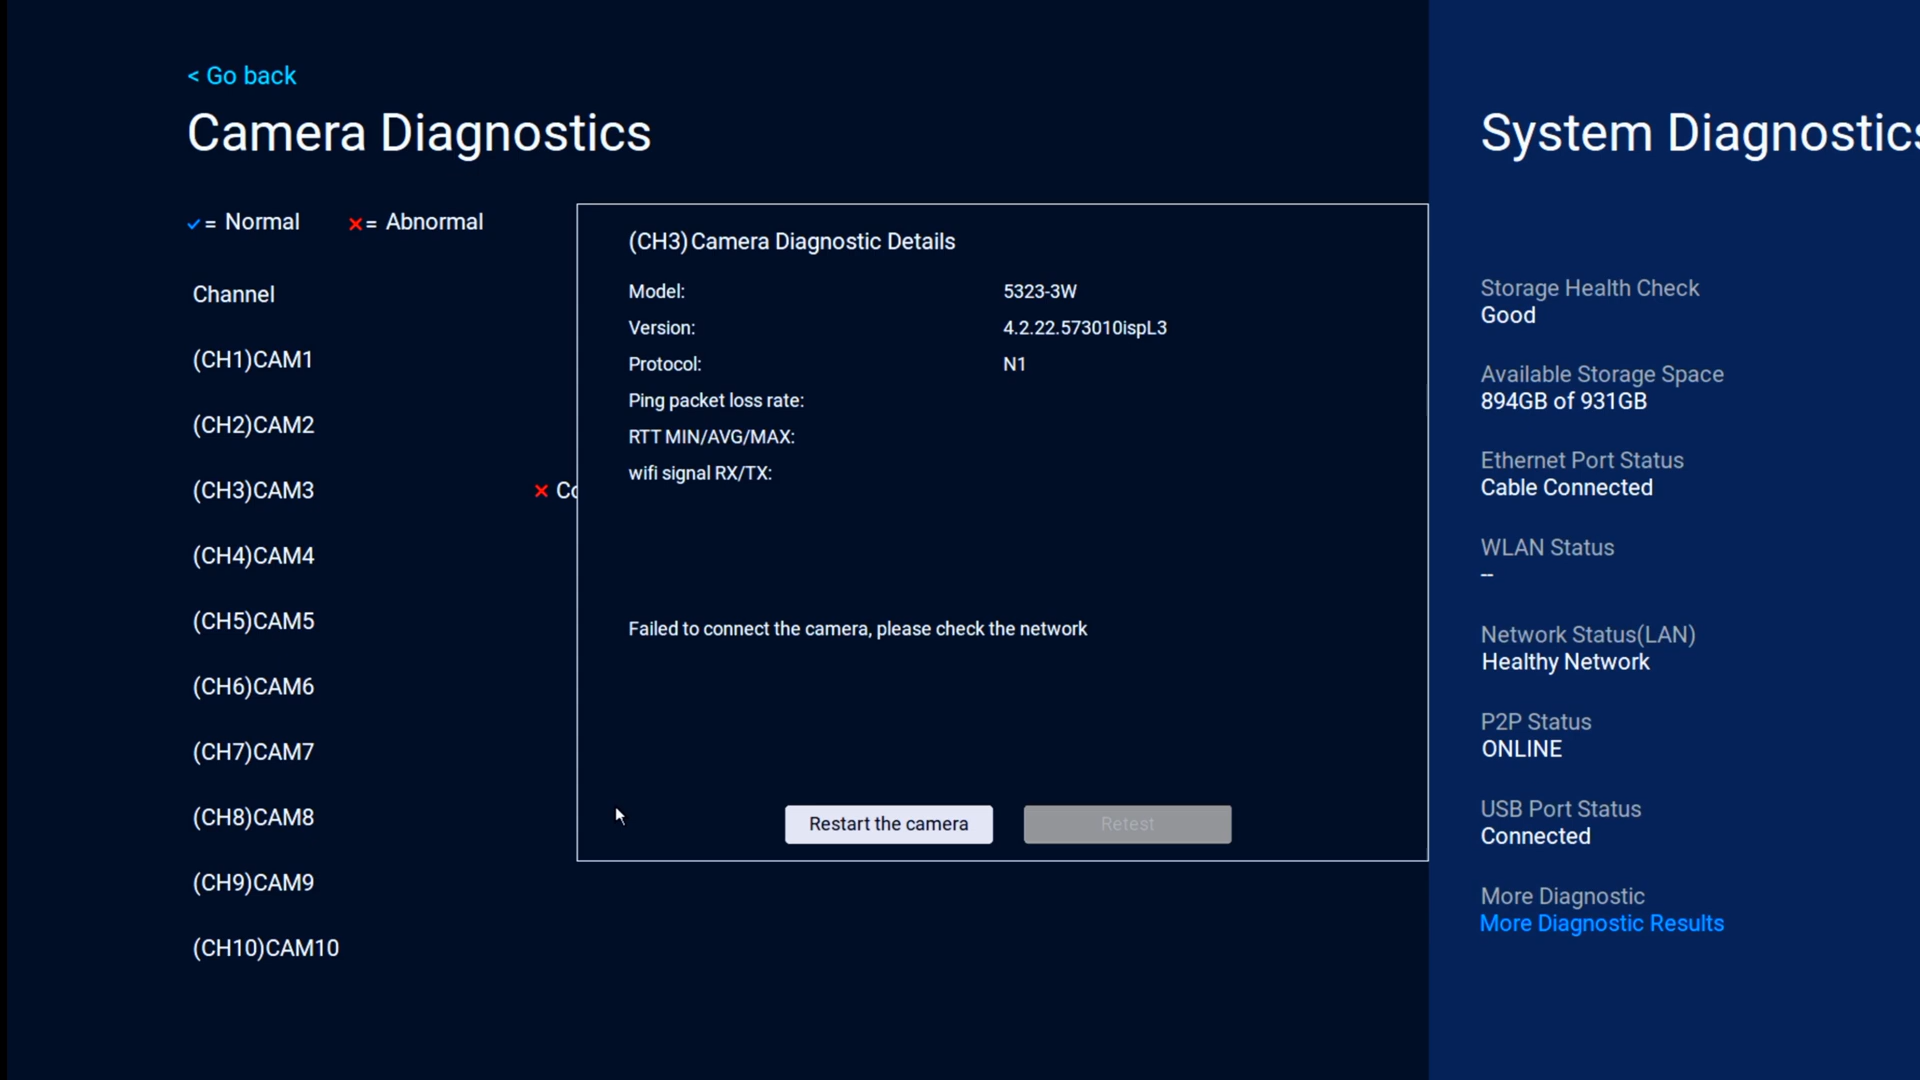 < Go back
Camera Diagnostics
= Normal
= Abnormal
Channel
(CH1)CAM1
(CH2)CAM2
(CH3)CAM3
(CH4)CAM4
(CH5)CAM5
(CH6)CAM6
(CH7)CAM7
(CH8)CAM8
(CH9)CAM9
(CH10)CAM10
(CH3)Camera Diagnostic Details
Model: 5323-3W
Version: 4.2.22.573010ispL3
Protocol: N1
Ping packet loss rate:
RTT MIN/AVG/MAX:
wifi signal RX/TX:
Failed to connect the camera, please check the network
Restart the camera
Retest
System Diagnostics
Storage Health Check
Good
Available Storage Space
894GB of 931GB
Ethernet Port Status
Cable Connected
WLAN Status
--
Network Status(LAN)
Healthy Network
P2P Status
ONLINE
USB Port Status
Connected
More Diagnostic
More Diagnostic Results